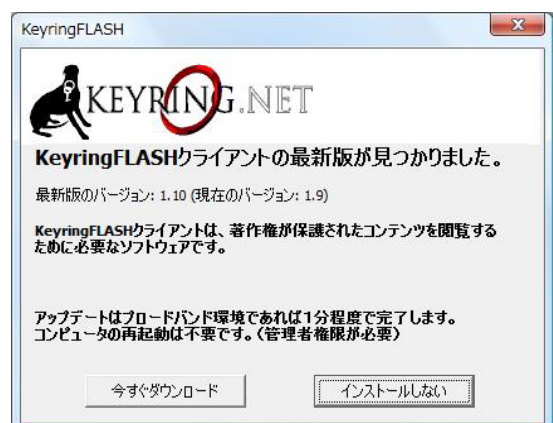 KeyringFLASH
KEYRING.NET
KeyringFLASHクライアントの最新版が見つかりました。
最新版のバージョン: 1.10 (現在のバージョン: 1.9)
KeyringFLASHクライアントは、著作権が保護されたコンテンツを閲覧する
ために必要なソフトウェアです。
アップデートはブロードバンド環境であれば1分程度で完了します。
コンピュータの再起動は不要です。(管理者権限が必要)
今すぐダウンロード
インストールしない